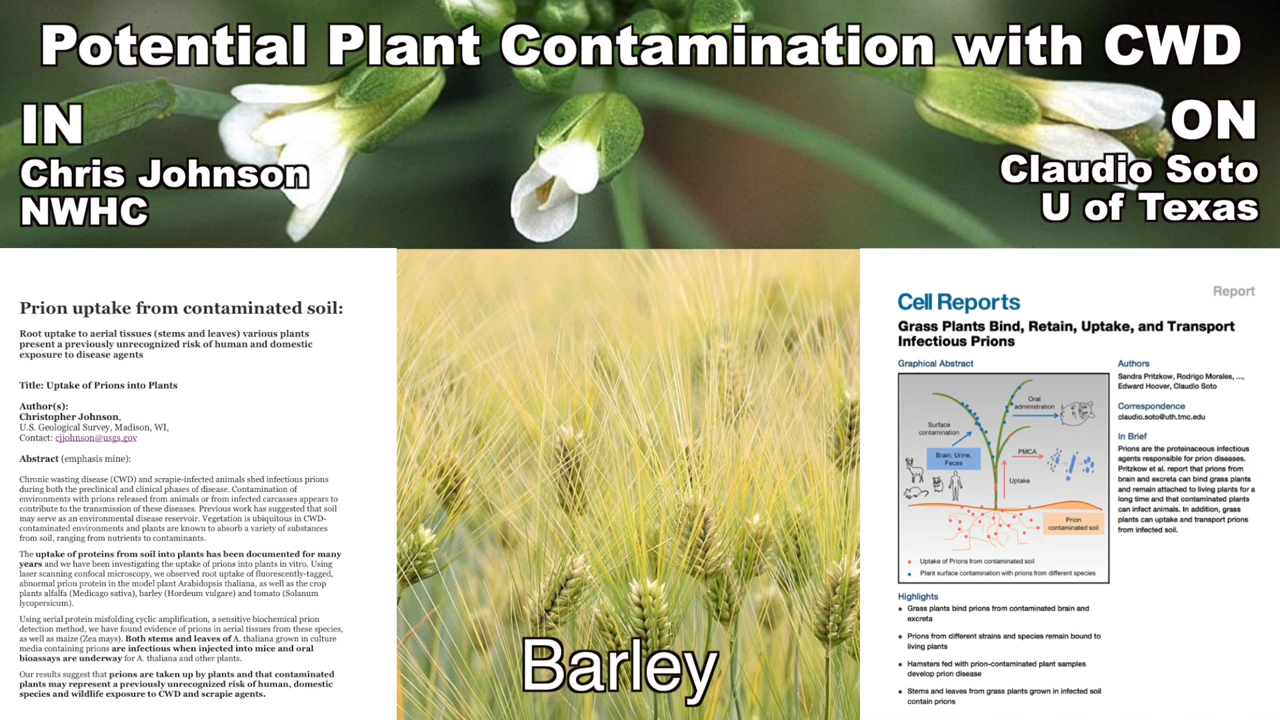 Potential Plant Contamination with CWD
IN
Chris Johnson
NWHC
ON
Claudio Soto
U of Texas
Prion uptake from contaminated soil:
Root uptake to aerial tissues (stems and leaves) various plants
present a previously unrecognized risk of human and domestic
exposure to disease agents
Title: Uptake of Prions into Plants
Author(s):
Christopher Johnson,
U.S. Geological Survey, Madison, WI,
Contact: cjjohnson@usgs.gov
Abstract (emphasis mine):
Chronic wasting disease (CWD) and scrapie-infected animals shed infectious prions
during both the preclinical and clinical phases of disease. Contamination of
environments with prions released from animals or from infected carcasses appears to
contribute to the transmission of these diseases. Previous work has suggested that soil
may serve as an environmental disease reservoir. Vegetation is ubiquitous in CWD-
contaminated environments and plants are known to absorb a variety of substances
from soil, ranging from nutrients to contaminants.
The uptake of proteins from soil into plants has been documented for many
years and we have been investigating the uptake of prions into plants in vitro. Using
laser scanning confocal microscopy, we observed root uptake of fluorescently-tagged,
abnormal prion protein in the model plant Arabidopsis thaliana, as well as the crop
plants alfalfa (Medicago sativa), barley (Hordeum vulgare) and tomato (Solanum
lycopersicum).
Using serial protein misfolding cyclic amplification, a sensitive biochemical prion
detection method, we have found evidence of prions in aerial tissues from these species,
as well as maize (Zea mays). Both stems and leaves of A. thaliana grown in culture
media containing prions are infectious when injected into mice and oral
bioassays are underway for A. thaliana and other plants.
Our results suggest that prions are taken up by plants and that contaminated
plants may represent a previously unrecognized risk of human, domestic
species and wildlife exposure to CWD and scrapie agents.
Barley
Report
Cell Reports
Grass Plants Bind, Retain, Uptake, and Transport
Infectious Prions
Graphical Abstract
Oral
administration
Surface
contamination
Brain, Urine,
Feces
PMCA
Uptake
Prion
contaminated soil
Uptake of Prions from contaminated soil
Plant surface contamination with prions from different species
Highlights
• Grass plants bind prions from contaminated brain and
excreta
• Prions from different strains and species remain bound to
living plants
• Hamsters fed with prion-contaminated plant samples
develop prion disease
• Stems and leaves from grass plants grown in infected soil
contain prions
Authors
Sandra Pritzkow, Rodrigo Morales, ...,
Edward Hoover, Claudio Soto
Correspondence
claudio.soto@uth.tmc.edu
In Brief
Prions are the proteinaceous infectious
agents responsible for prion diseases.
Pritzkow et al. report that prions from
brain and excreta can bind grass plants
and remain attached to living plants for a
long time and that contaminated plants
can infect animals. In addition, grass
plants can uptake and transport prions
from infected soil.